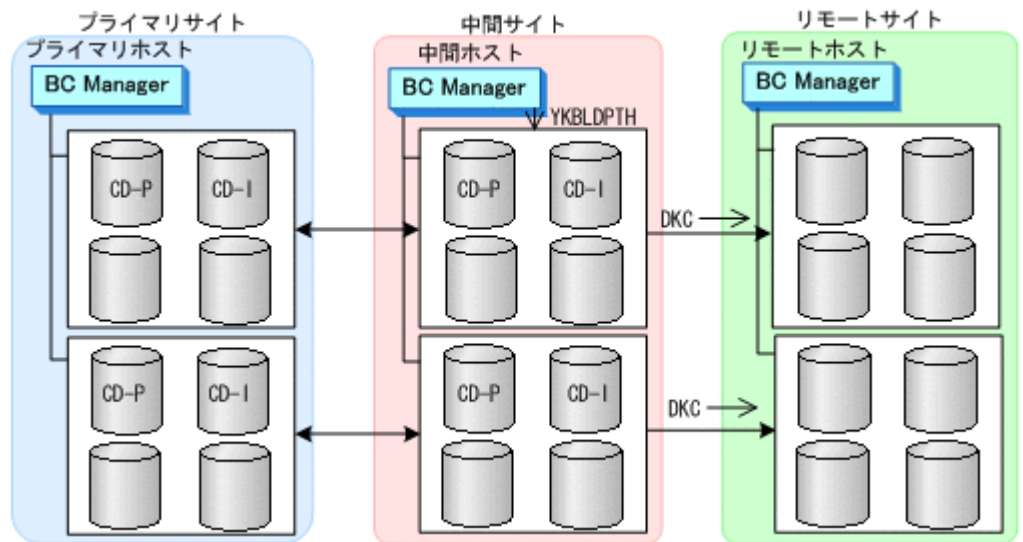 プライマリサイト
プライマリホスト
BC Manager
CD-P
CD-I
CD-P
CD-I
中間サイト
中間ホスト
BC Manager
YKBLDPTH
CD-P
CD-I
CD-P
CD-I
DKC
DKC
リモートサイト
リモートホスト
BC Manager